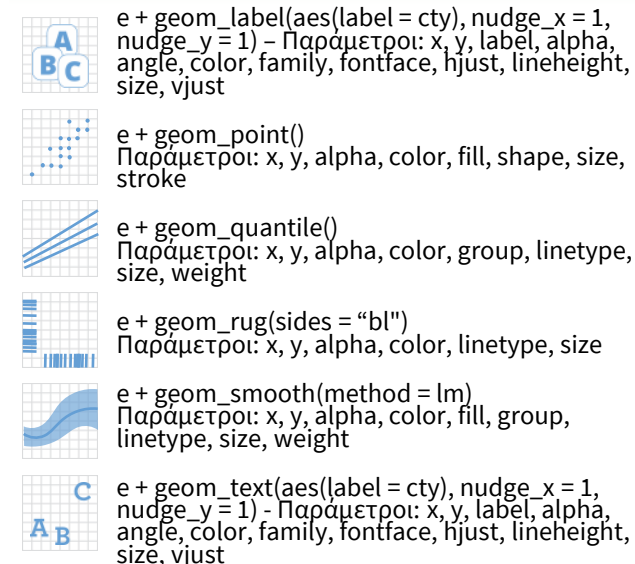 e + geom_label(aes(label = cty), nudge_x = 1,
nudge_y = 1) – Παράμετροι: x, y, label, alpha,
angle, color, family, fontface, hjust, lineheight,
size, vjust
A
B C
e + geom_point()
Παράμετροι: x, y, alpha, color, fill, shape, size,
stroke
e + geom_quantile()
Παράμετροι: x, y, alpha, color, group, linetype,
size, weight
e + geom_rug(sides = “bl")
Παράμετροι: x, y, alpha, color, linetype, size
e + geom_smooth(method = lm)
Παράμετροι: x, y, alpha, color, fill, group,
linetype, size, weight
e + geom_text(aes(label = cty), nudge_x = 1,
nudge_y = 1) - Παράμετροι: x, y, label, alpha,
angle, color, family, fontface, hjust, lineheight,
size, vjust
C
A B